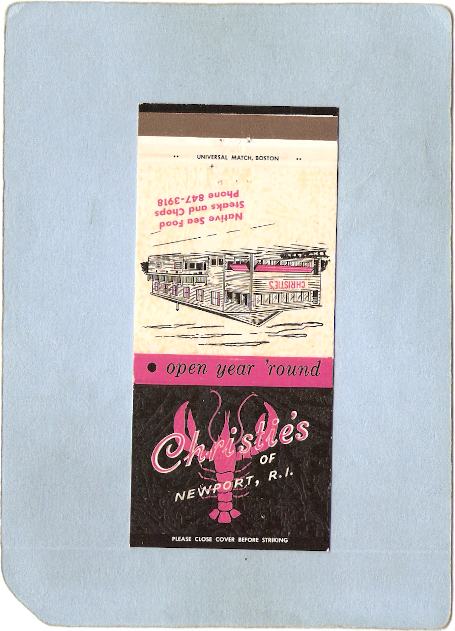 UNIVERSAL MATCH, BOSTON
Native Sea Food
Steaks and Chops
Phone 847-3918
CHRISTIE'S
open year 'round
Christie's
OF
NEWPORT, R.I.
PLEASE CLOSE COVER BEFORE STRIKING